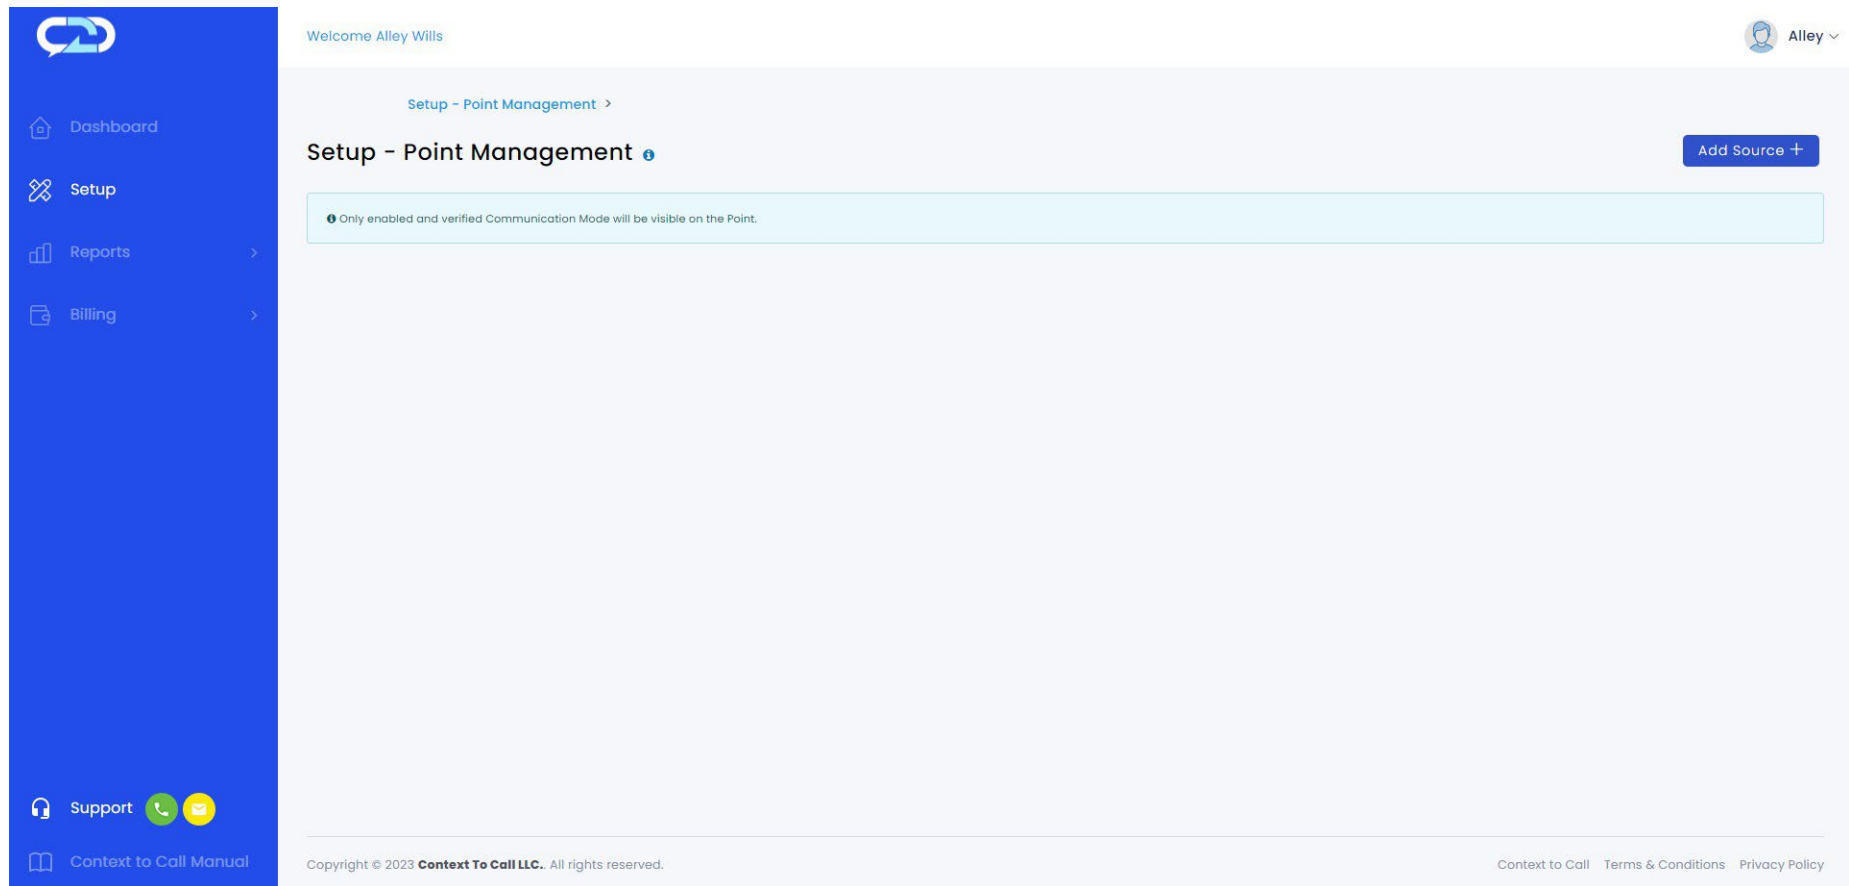 Welcome Alley Wills
Alley
Dashboard
Setup
Reports
Billing
Support
Context to Call Manual
Setup - Point Management >
Setup - Point Management
Add Source +
Only enabled and verified Communication Mode will be visible on the Point.
Copyright © 2023 Context To Call LLC.. All rights reserved.
Context to Call Terms & Conditions Privacy Policy